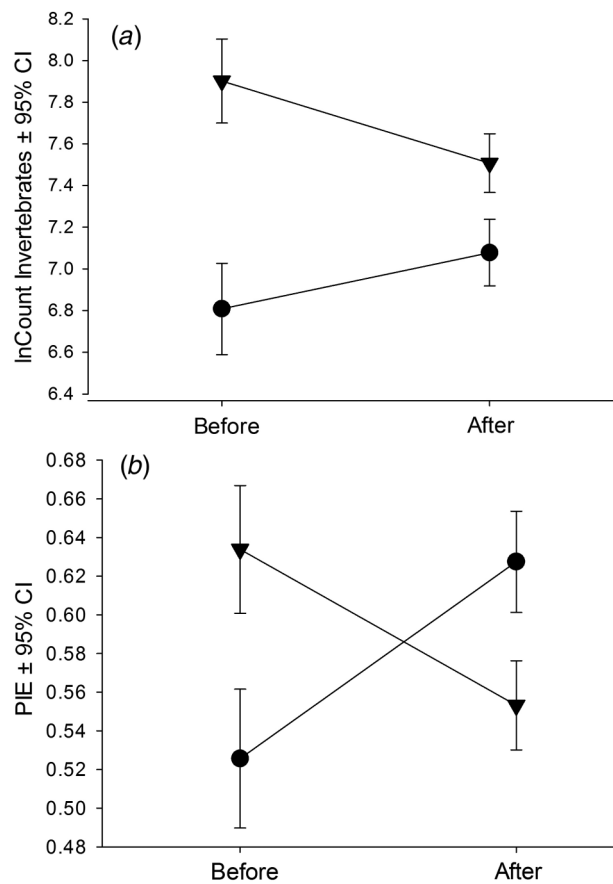 (a)
lnCount Invertebrates ± 95% CI
8.2
8.0
7.8
7.6
7.4
7.2
7.0
6.8
6.6
6.4
Before
After
(b)
PIE ± 95% CI
0.68
0.66
0.64
0.62
0.60
0.58
0.56
0.54
0.52
0.50
0.48
Before
After